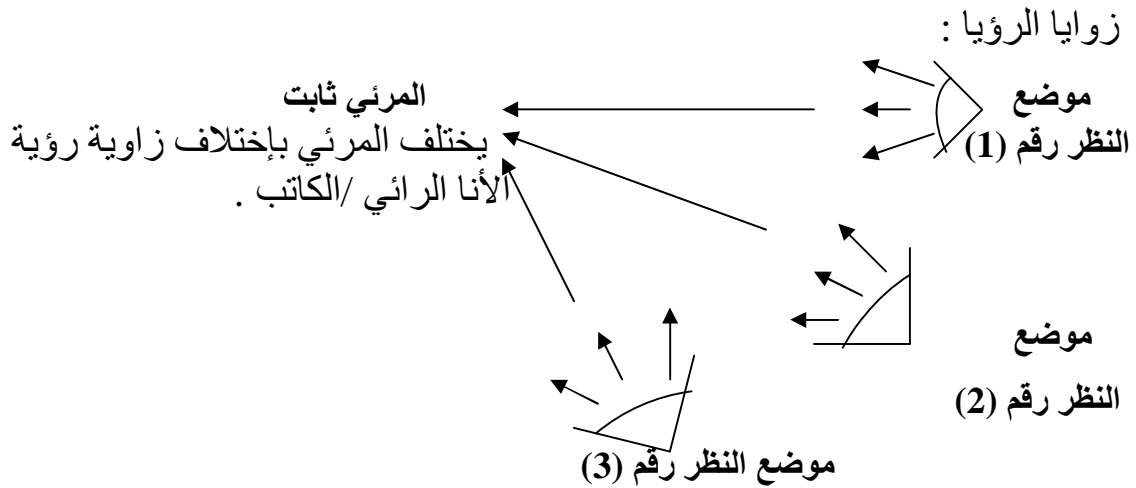 زوايا الرؤيا :
موضع
النظر رقم (1)
المرئي ثابت
يختلف المرئي بإختلاف زاوية رؤية
الأنا الرائي /الكاتب .
موضع
النظر رقم (2)
موضع النظر رقم (3)